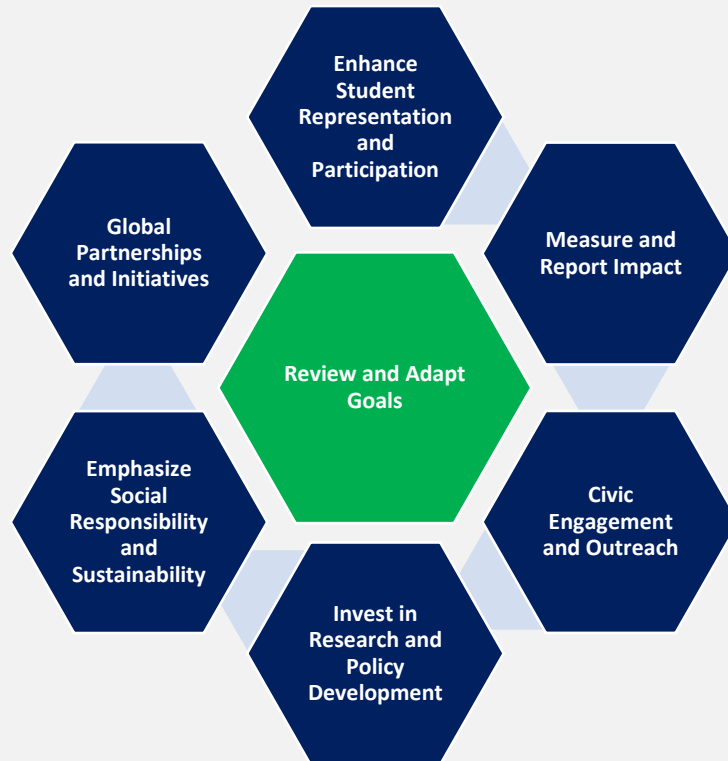 Enhance
Student
Representation
and
Participation
Global
Partnerships
and Initiatives
Measure and
Report Impact
Review and Adapt
Goals
Emphasize
Social
Responsibility
and
Sustainability
Civic
Engagement
and Outreach
Invest in
Research and
Policy
Development